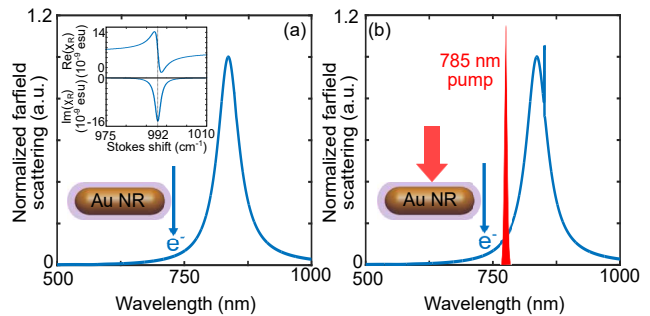 1.2
Normalized farfield
scattering (a.u.)
0
500
750
1000
Wavelength (nm)
(a)
14
0
0
-16
Re(χR)
(10-9 esu)
Im(χR)
(10-9 esu)
975
992
1010
Stokes shift (cm-1)
Au NR
e-
1.2
Normalized farfield
scattering (a.u.)
0
500
750
1000
Wavelength (nm)
(b)
785 nm
pump
Au NR
e-